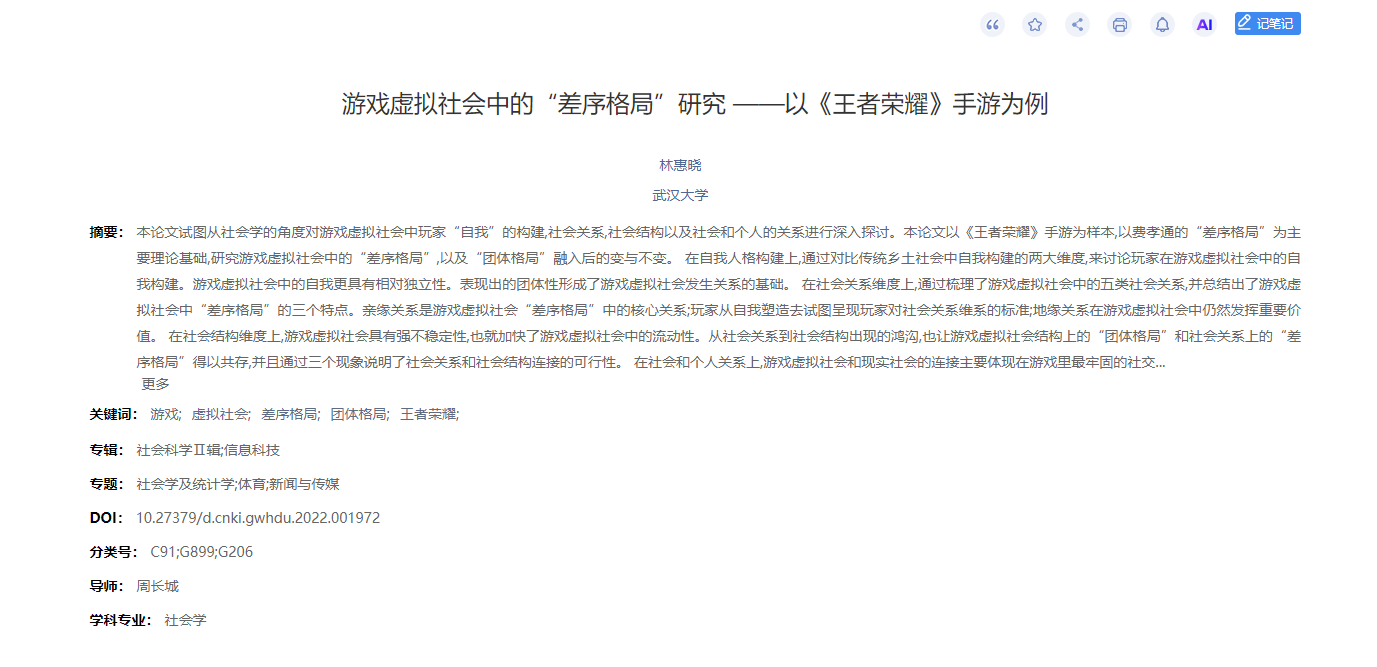 AI 记笔记
游戏虚拟社会中的“差序格局”研究 ——以《王者荣耀》手游为例
林惠晓
武汉大学
摘要： 本论文试图从社会学的角度对游戏虚拟社会中玩家“自我”的构建,社会关系,社会结构以及社会和个人的关系进行深入探讨。本论文以《王者荣耀》手游为样本,以费孝通的“差序格局”为主
要理论基础,研究游戏虚拟社会中的“差序格局”,以及“团体格局”融入后的变与不变。 在自我人格构建上,通过对比传统乡土社会中自我构建的两大维度,来讨论玩家在游戏虚拟社会中的自
我构建。游戏虚拟社会中的自我更具有相对独立性。表现出的团体性形成了游戏虚拟社会发生关系的基础。 在社会关系维度上,通过梳理了游戏虚拟社会中的五类社会关系,并总结出了游戏虚
拟社会中“差序格局”的三个特点。亲缘关系是游戏虚拟社会“差序格局”中的核心关系;玩家从自我塑造去试图呈现玩家对社会关系维系的标准;地缘关系在游戏虚拟社会中仍然发挥重要价
值。 在社会结构维度上,游戏虚拟社会具有强不稳定性,也就加快了游戏虚拟社会中的流动性。从社会关系到社会结构出现的鸿沟,也让游戏虚拟社会结构上的“团体格局”和社会关系上的“差
序格局”得以共存,并且通过三个现象说明了社会关系和社会结构连接的可行性。 在社会和个人关系上,游戏虚拟社会和现实社会的连接主要体现在游戏里最牢固的社交...
更多
关键词： 游戏; 虚拟社会; 差序格局; 团体格局; 王者荣耀;
专辑： 社会科学Ⅱ辑;信息科技
专题： 社会学及统计学;体育;新闻与传媒
DOI： 10.27379/d.cnki.gwhdu.2022.001972
分类号： C91;G899;G206
导师： 周长城
学科专业： 社会学